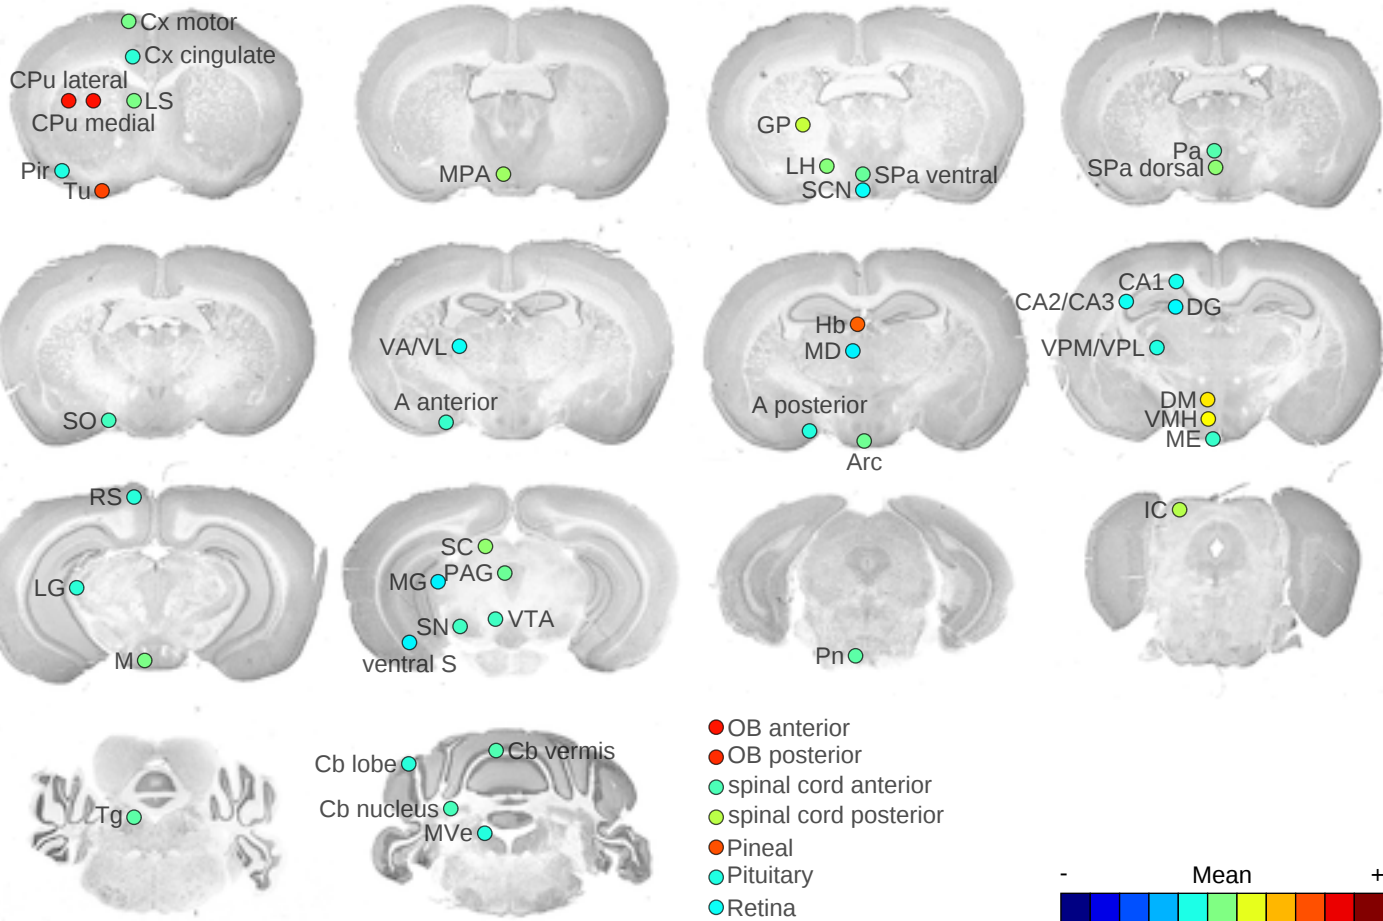 Cx motor
Cx cingulate
CPu lateral
LS
CPu medial
Pir
Tu
MPA
GP
LH
SPa ventral
SCN
Pa
SPa dorsal
SO
VA/VL
A anterior
Hb
MD
A posterior
Arc
CA1
CA2/CA3
DG
VPM/VPL
DM
VMH
ME
RS
LG
M
SC
PAG
MG
VTA
SN
ventral S
Pn
IC
Tg
Cb vermis
Cb lobe
Cb nucleus
MVe
OB anterior
OB posterior
spinal cord anterior
spinal cord posterior
Pineal
Pituitary
Retina
- Mean +